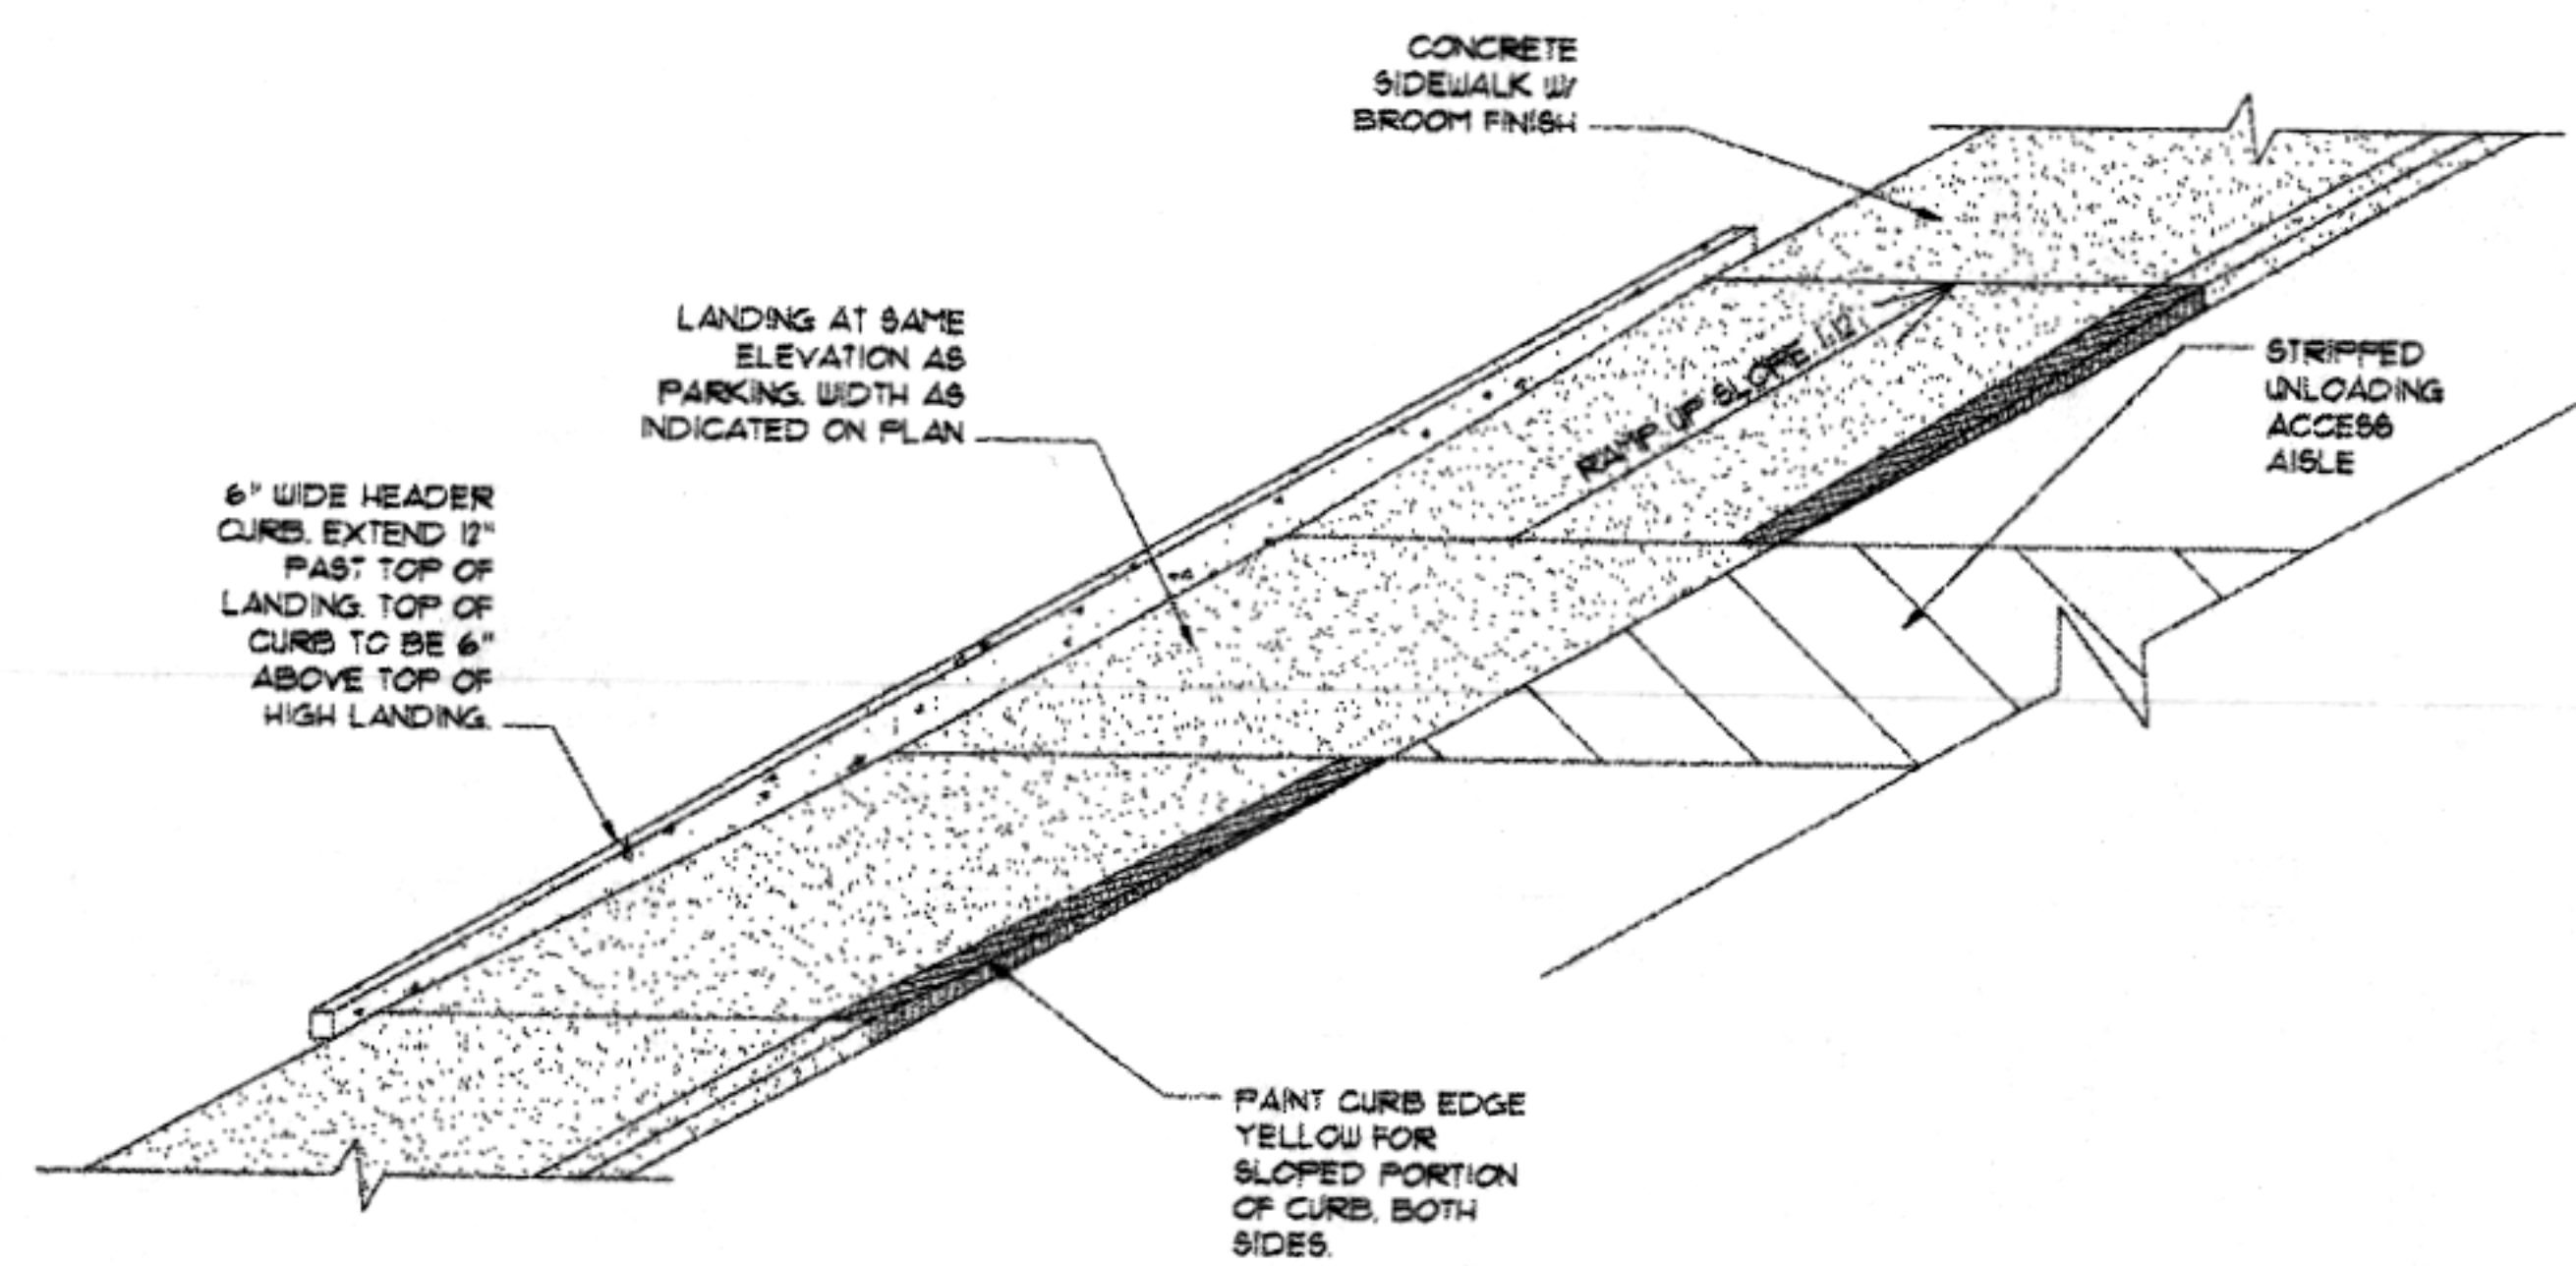 CONCRETE
SIDEWALK W/
BROOM FINISH
LANDING AT SAME
ELEVATION AS
PARKING. WIDTH AS
INDICATED ON PLAN
RAMP UP SLOPE 1:12
STRIPPED
UNLOADING
ACCESS
AISLE
6" WIDE HEADER
CURB. EXTEND 12"
PAST TOP OF
LANDING. TOP OF
CURB TO BE 6"
ABOVE TOP OF
HIGH LANDING.
PAINT CURB EDGE
YELLOW FOR
SLOPED PORTION
OF CURB, BOTH
SIDES.